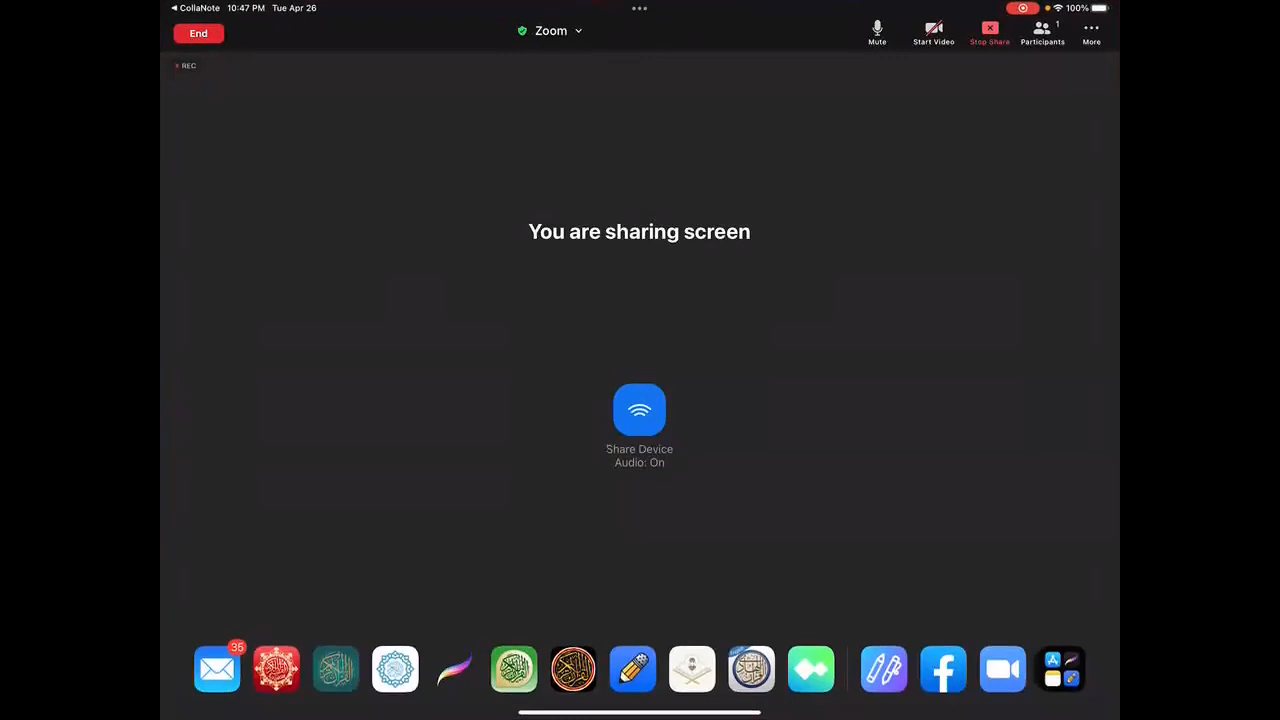 CollaNote 10:47 PM Tue Apr 26
100%
End
Zoom
Mute
Start Video
Stop Share
Participants
1
More
REC
You are sharing screen
Share Device
Audio: On
35